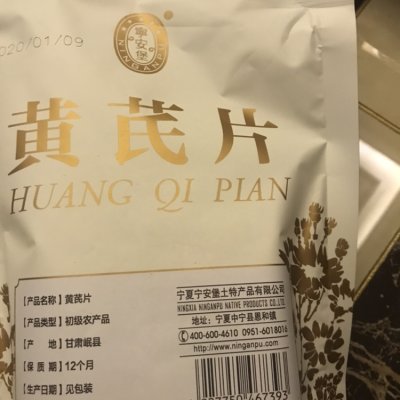 2020/01/09
寧安堡
NINGANPU
黄芪片
HUANG QI PIAN
【产品名称】黄芪片
【产品类型】初级农产品
【产 地】甘肃岷县
【保 质 期】12个月
【生产日期】见包装
宁夏宁安堡土特产品有限公司
NINGXIA NINGANPU NATIVE PRODUCTS CO.,LTD.
地址：宁夏中宁县恩和镇
400-600-4610 0951-6018016
http://www.ninganpu.com
7750 467393